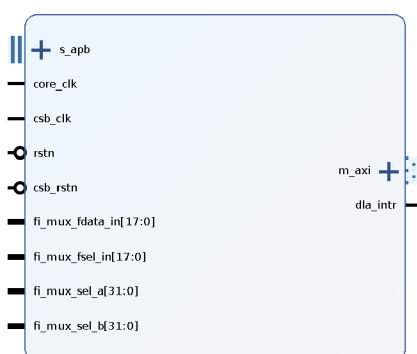 s_apb
core_clk
csb_clk
rstn
csb_rstn
m_axi
dla_intr
fi_mux_fdata_in[17:0]
fi_mux_fsel_in[17:0]
fi_mux_sel_a[31:0]
fi_mux_sel_b[31:0]